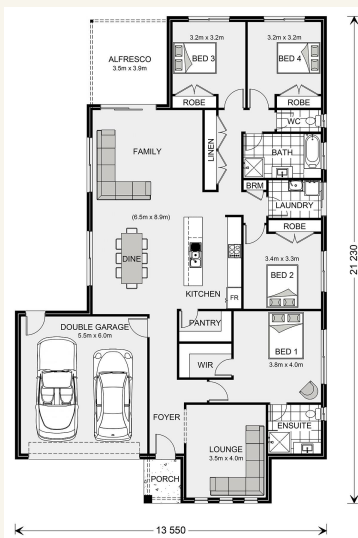 3.2m x 3.2m
BED 3
3.2m x 3.2m
BED 4
ALFRESCO
3.5m x 3.9m
ROBE
ROBE
WC
LINEN
BATH
FAMILY
BRM
LAUNDRY
ROBE
(6.5m x 8.9m)
3.4m x 3.3m
BED 2
DINE
KITCHEN
FR
21 230
PANTRY
DOUBLE GARAGE
5.5m x 6.0m
BED 1
3.8m x 4.0m
WIR
FOYER
ENSUITE
LOUNGE
3.5m x 4.0m
PORCH
13 550